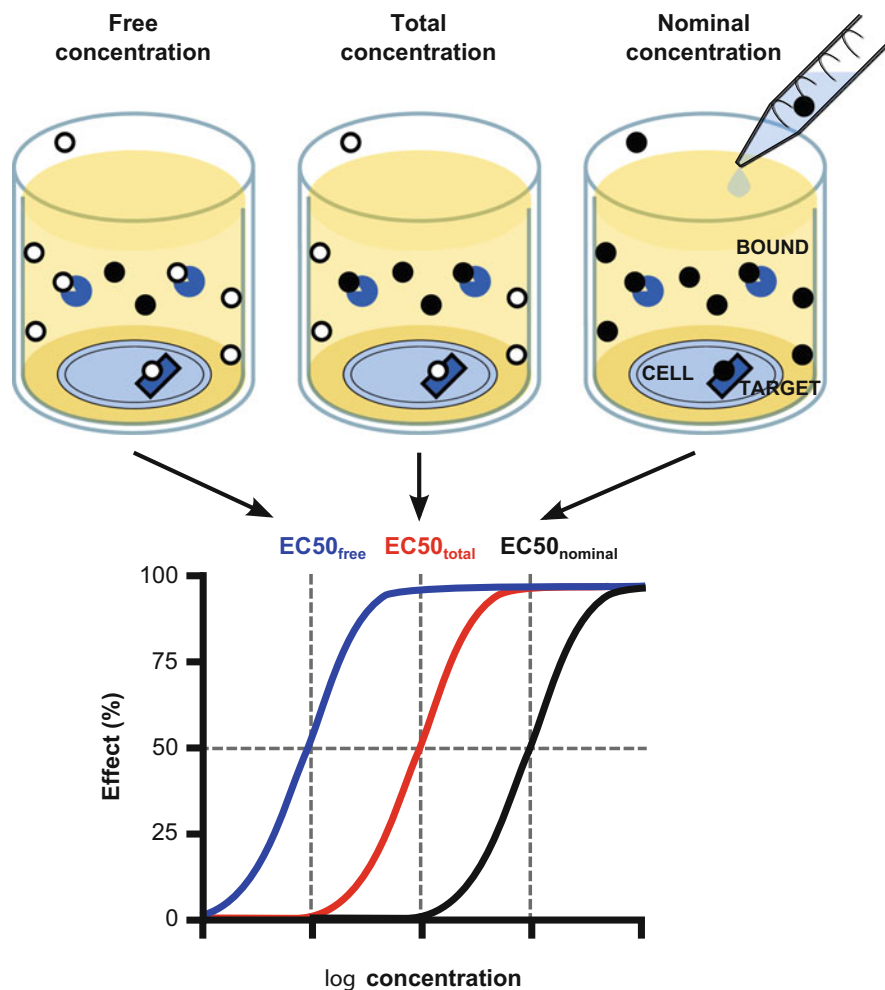 Free
concentration
Total
concentration
Nominal
concentration
BOUND
CELL
TARGET
EC50free
EC50total
EC50nominal
100
75
50
25
0
Effect (%)
log concentration